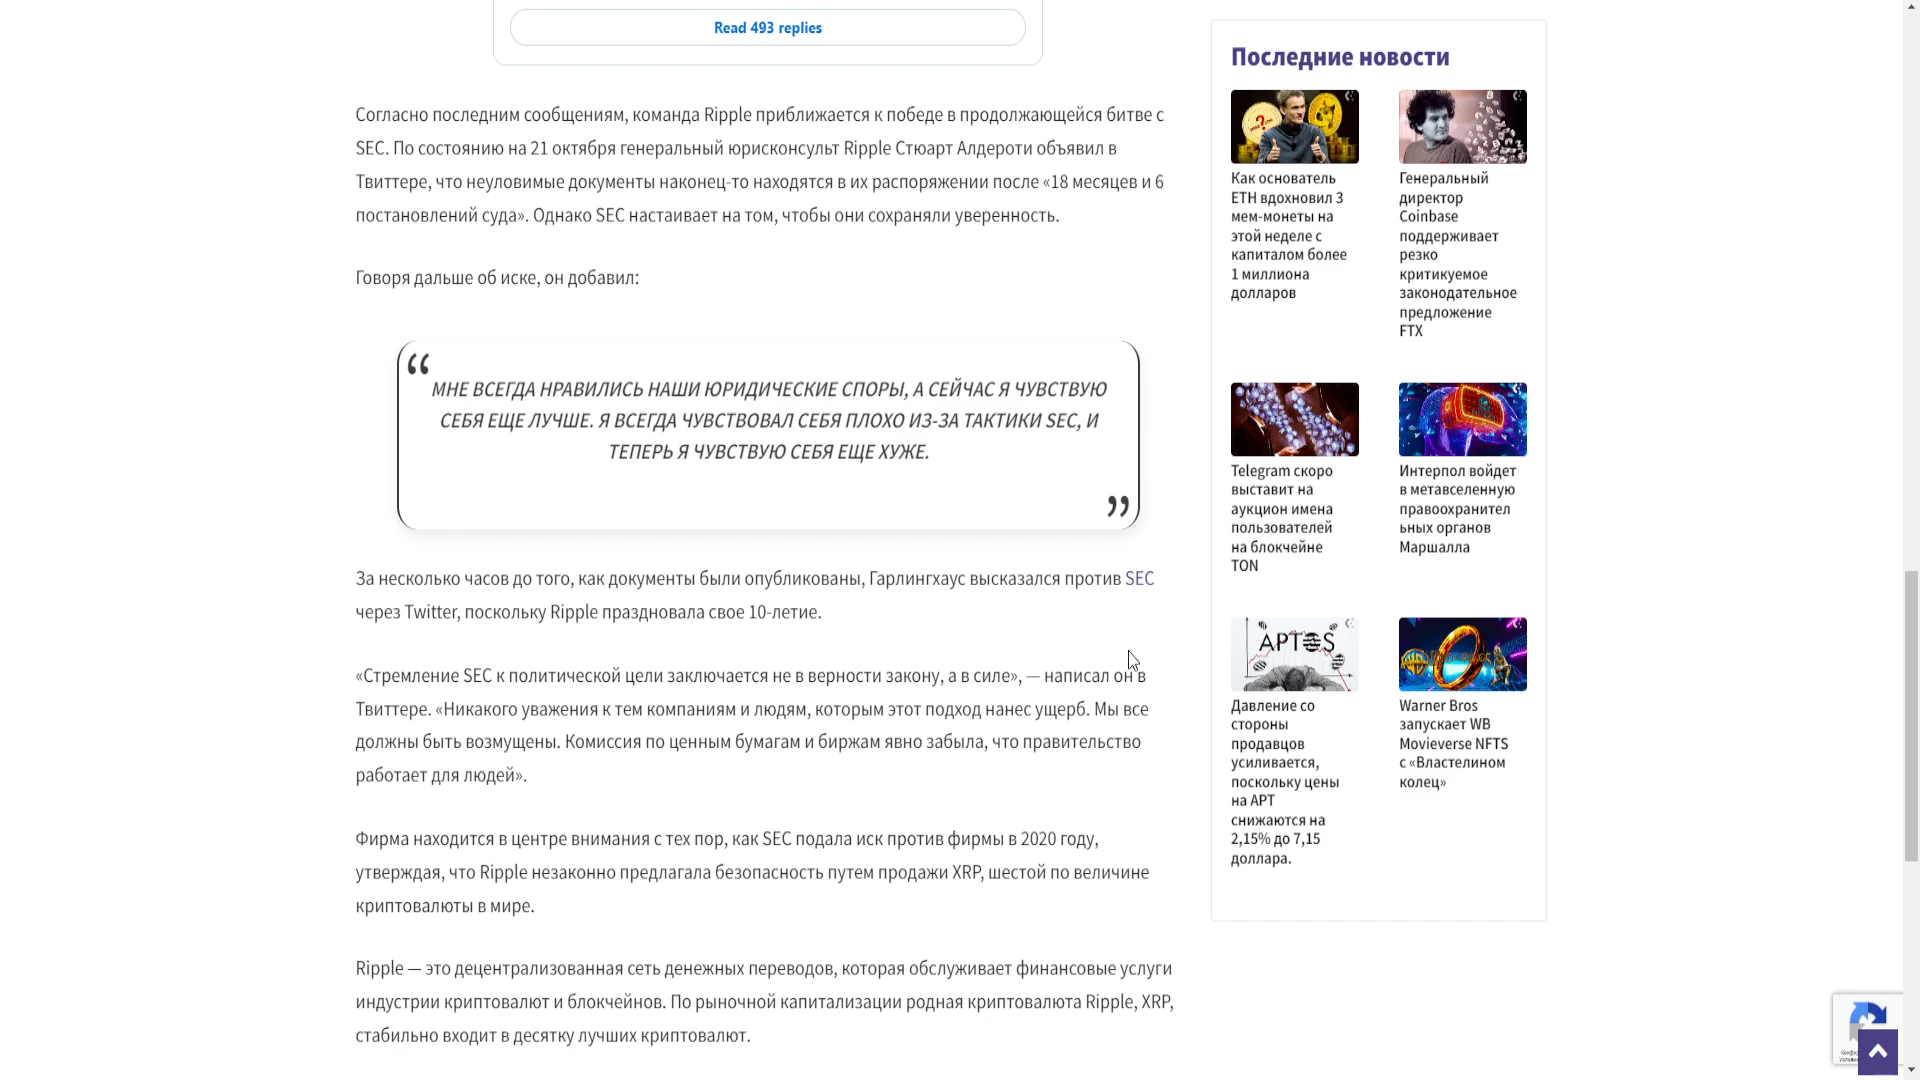 Read 493 replies
Согласно последним сообщениям, команда Ripple приближается к победе в продолжающейся битве с
SEC. По состоянию на 21 октября генеральный юрисконсульт Ripple Стюарт Алдероти объявил в
Твиттере, что неуловимые документы наконец-то находятся в их распоряжении после «18 месяцев и 6
постановлений суда». Однако SEC настаивает на том, чтобы они сохраняли уверенность.
Говоря дальше об иске, он добавил:
“
МНЕ ВСЕГДА НРАВИЛИСЬ НАШИ ЮРИДИЧЕСКИЕ СПОРЫ, А СЕЙЧАС Я ЧУВСТВУЮ
СЕБЯ ЕЩЕ ЛУЧШЕ. Я ВСЕГДА ЧУВСТВОВАЛ СЕБЯ ПЛОХО ИЗ-ЗА ТАКТИКИ SEC, И
ТЕПЕРЬ Я ЧУВСТВУЮ СЕБЯ ЕЩЕ ХУЖЕ.
”
За несколько часов до того, как документы были опубликованы, Гарлингхаус высказался против SEC
через Twitter, поскольку Ripple праздновала свое 10-летие.
«Стремление SEC к политической цели заключается не в верности закону, а в силе», — написал он в
Твиттере. «Никакого уважения к тем компаниям и людям, которым этот подход нанес ущерб. Мы все
должны быть возмущены. Комиссия по ценным бумагам и биржам явно забыла, что правительство
работает для людей».
Фирма находится в центре внимания с тех пор, как SEC подала иск против фирмы в 2020 году,
утверждая, что Ripple незаконно предлагала безопасность путем продажи XRP, шестой по величине
криптовалюты в мире.
Ripple — это децентрализованная сеть денежных переводов, которая обслуживает финансовые услуги
индустрии криптовалют и блокчейнов. По рыночной капитализации родная криптовалюта Ripple, XRP,
стабильно входит в десятку лучших криптовалют.
Последние новости
Как основатель
ETH вдохновил 3
мем-монеты на
этой неделе с
капиталом более
1 миллиона
долларов
Генеральный
директор
Coinbase
поддерживает
резко
критикуемое
законодательное
предложение
FTX
Telegram скоро
выставит на
аукцион имена
пользователей
на блокчейне
TON
Интерпол войдет
в метавселенную
правоохранител
ьных органов
Маршалла
APTOS
Давление со
стороны
продавцов
усиливается,
поскольку цены
на APT
снижаются на
2,15% до 7,15
доллара.
Warner Bros
запускает WB
Movieverse NFTS
с «Властелином
колец»